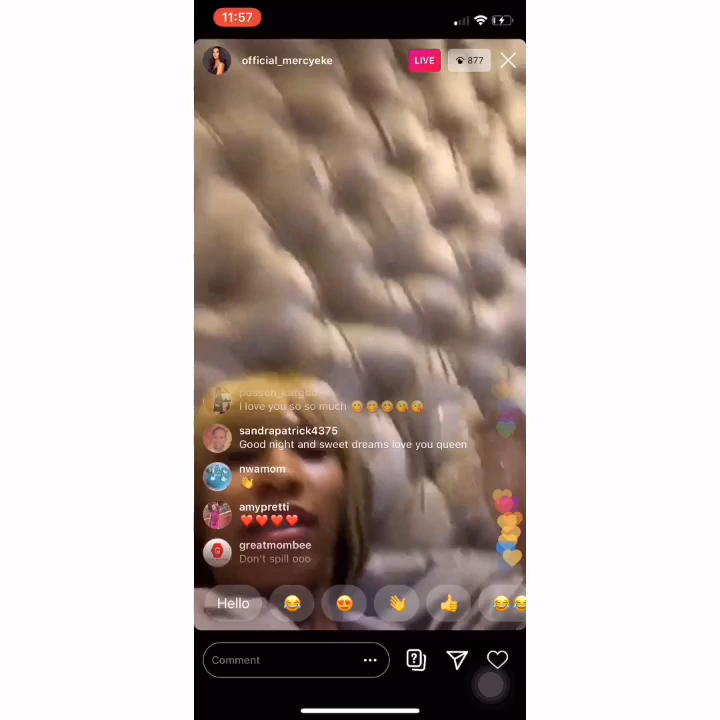 11:57
official_mercyeke
LIVE
877
I love you so so much 😋😋😋😘😘
sandrapatrick4375
Good night and sweet dreams love you queen
nwamom
👋
amypretti
❤️❤️❤️❤️
greatmombee
Don't spill ooo
Hello 😂 😍 👋 👍 😂😂
Comment